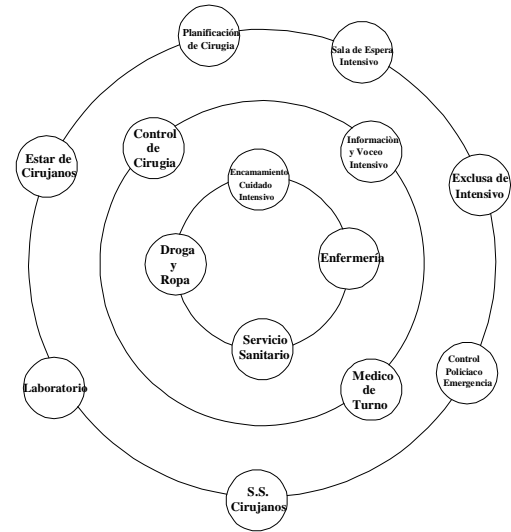 Planificación
de Cirugia
Sala de Espera
Intensivo
Control
de
Cirugia
Informaciòn
y Voceo
Intensivo
Estar de
Cirujanos
Encamamiento
Cuidado
Intensivo
Exclusa de
Intensivo
Droga
y
Ropa
Enfermería
Servicio
Sanitario
Laboratorio
Medico
de
Turno
Control
Policiaco
Emergencia
S.S.
Cirujanos